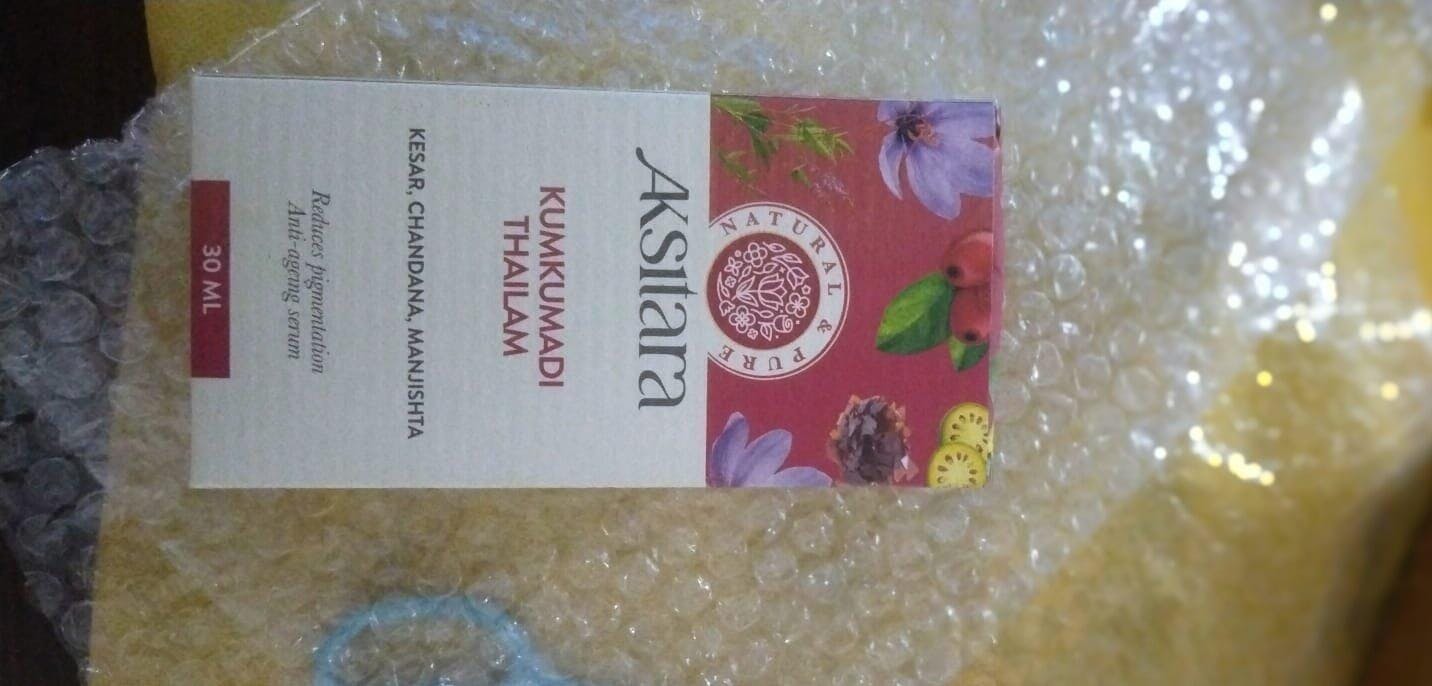 NATURAL & PURE
AKSItara
KUMKUMADI
THAILAM
KESAR, CHANDANA, MANJISHTA
Reduces pigmentation
Anti-ageing serum
30 ML